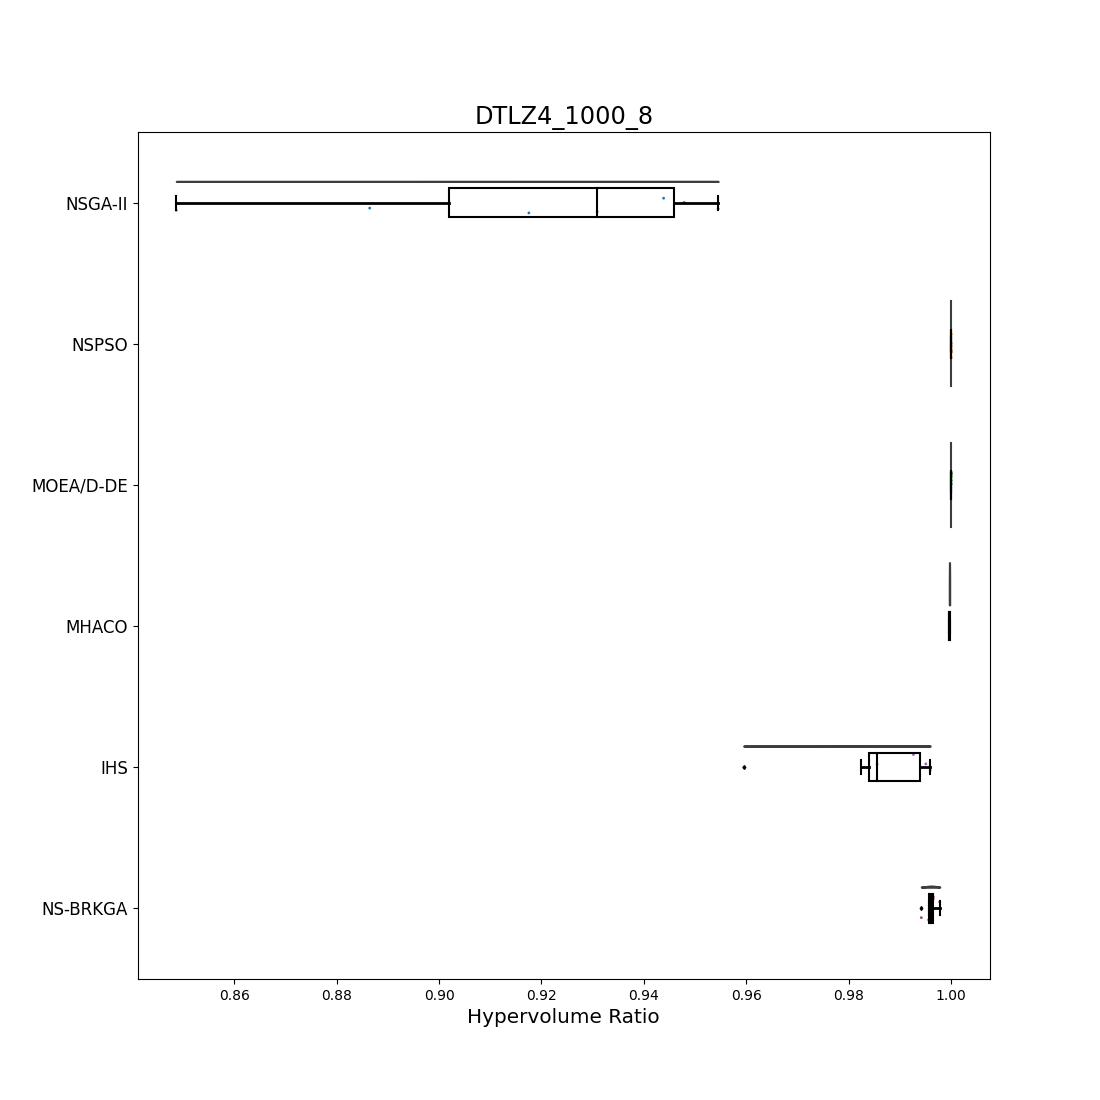 DTLZ4_1000_8
NSGA-II
NSPSO
MOEA/D-DE
MHACO
IHS
NS-BRKGA
0.86 0.88 0.90 0.92 0.94 0.96 0.98 1.00
Hypervolume Ratio